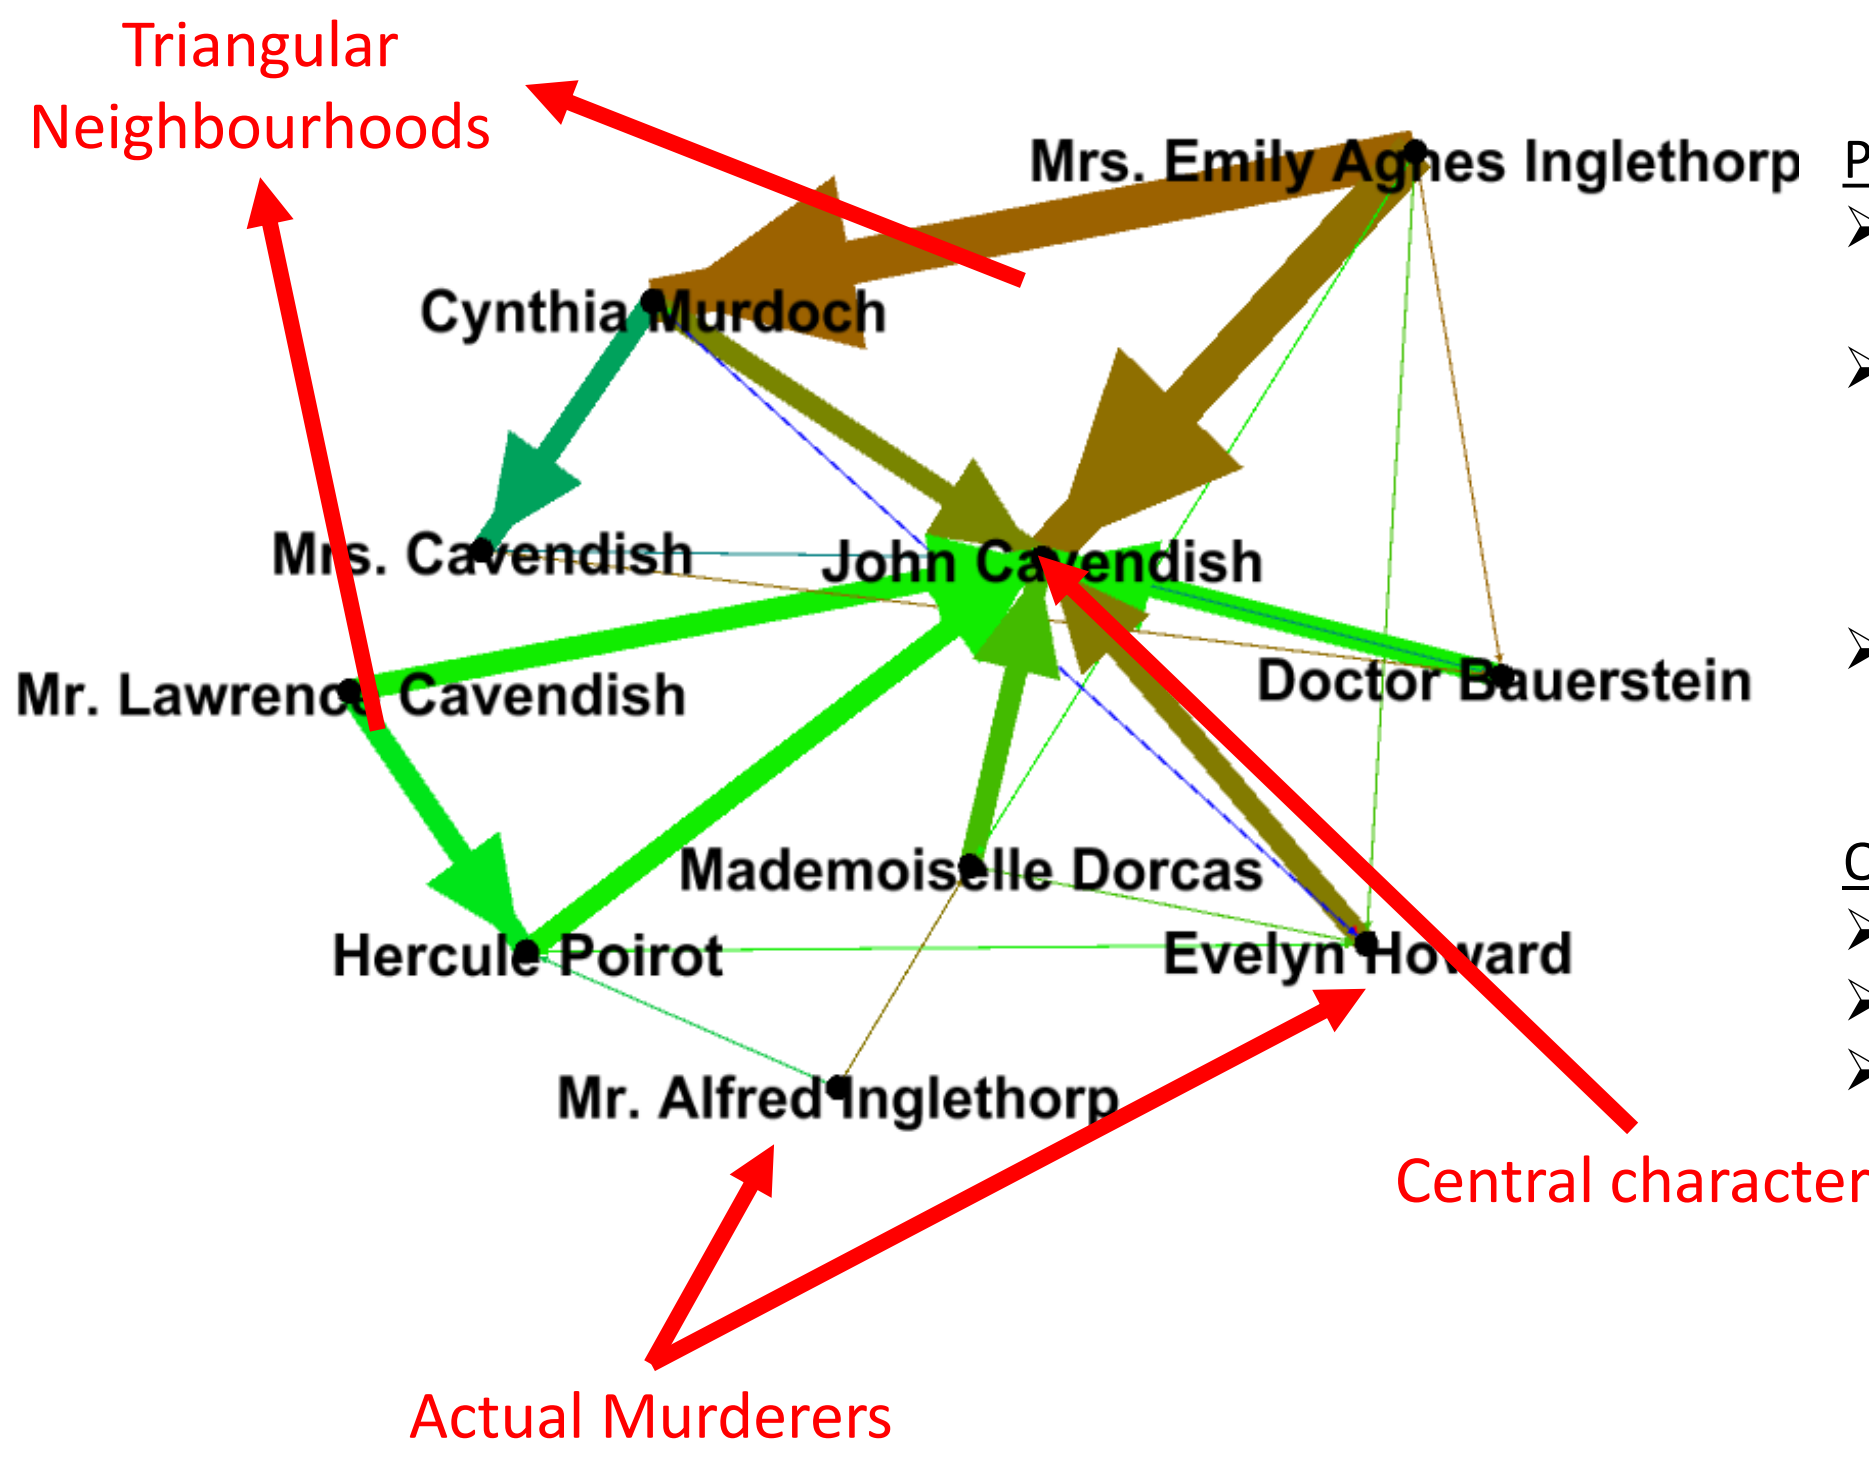 Triangular
Neighbourhoods
Mrs. Emily Agnes Inglethorp
Cynthia Murdoch
Mrs. Cavendish
John Cavendish
Mr. Lawrence Cavendish
Doctor Bauerstein
Mademoiselle Dorcas
Hercule Poirot
Evelyn Howard
Mr. Alfred Inglethorp
Central character
Actual Murderers